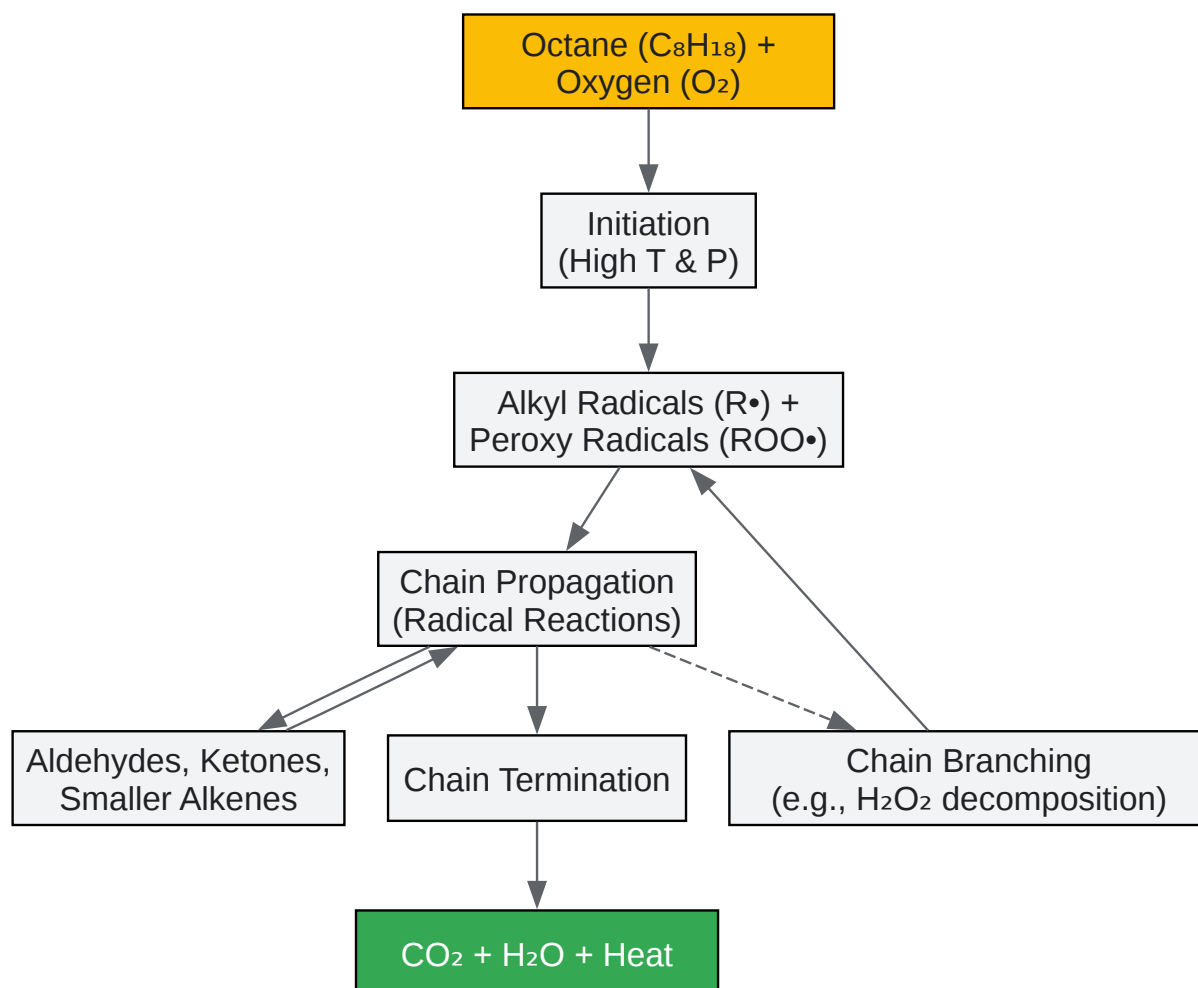 Octane (C₈H₁₈) +
Oxygen (O₂)
Initiation
(High T & P)
Alkyl Radicals (R•) +
Peroxy Radicals (ROO•)
Chain Propagation
(Radical Reactions)
Aldehydes, Ketones,
Smaller Alkenes
Chain Termination
Chain Branching
(e.g., H₂O₂ decomposition)
CO₂ + H₂O + Heat